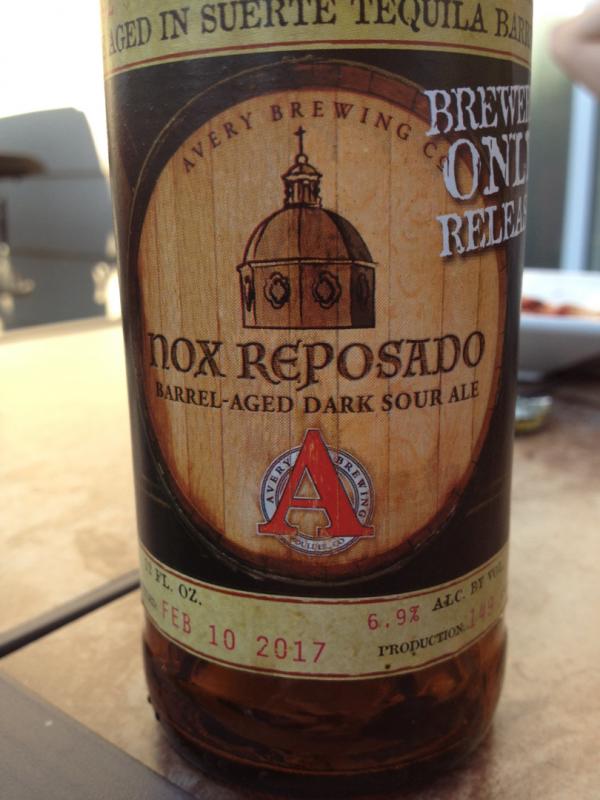 AGED IN SUERTE TEQUILA
AVERY BREWING CO
BREWE
ONL
RELEAS
NOX REPOSADO
BARREL-AGED DARK SOUR ALE
AVERY BREWING
A
FL. OZ.
6.9% ALC. BY VOL
FEB 10 2017
PRODUCTION: 149